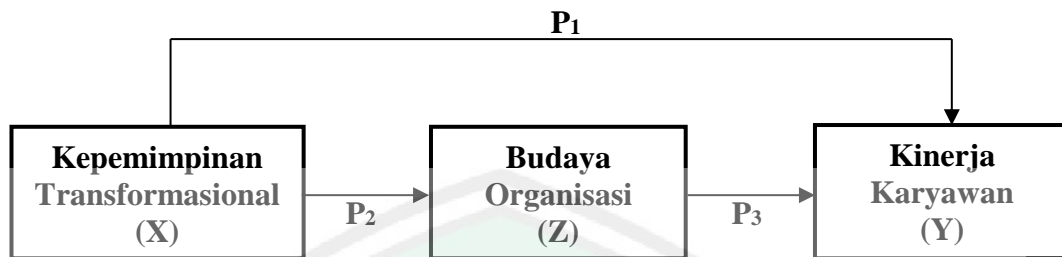 P1
Kepemimpinan
Transformasional
(X)
P2
Budaya
Organisasi
(Z)
P3
Kinerja
Karyawan
(Y)